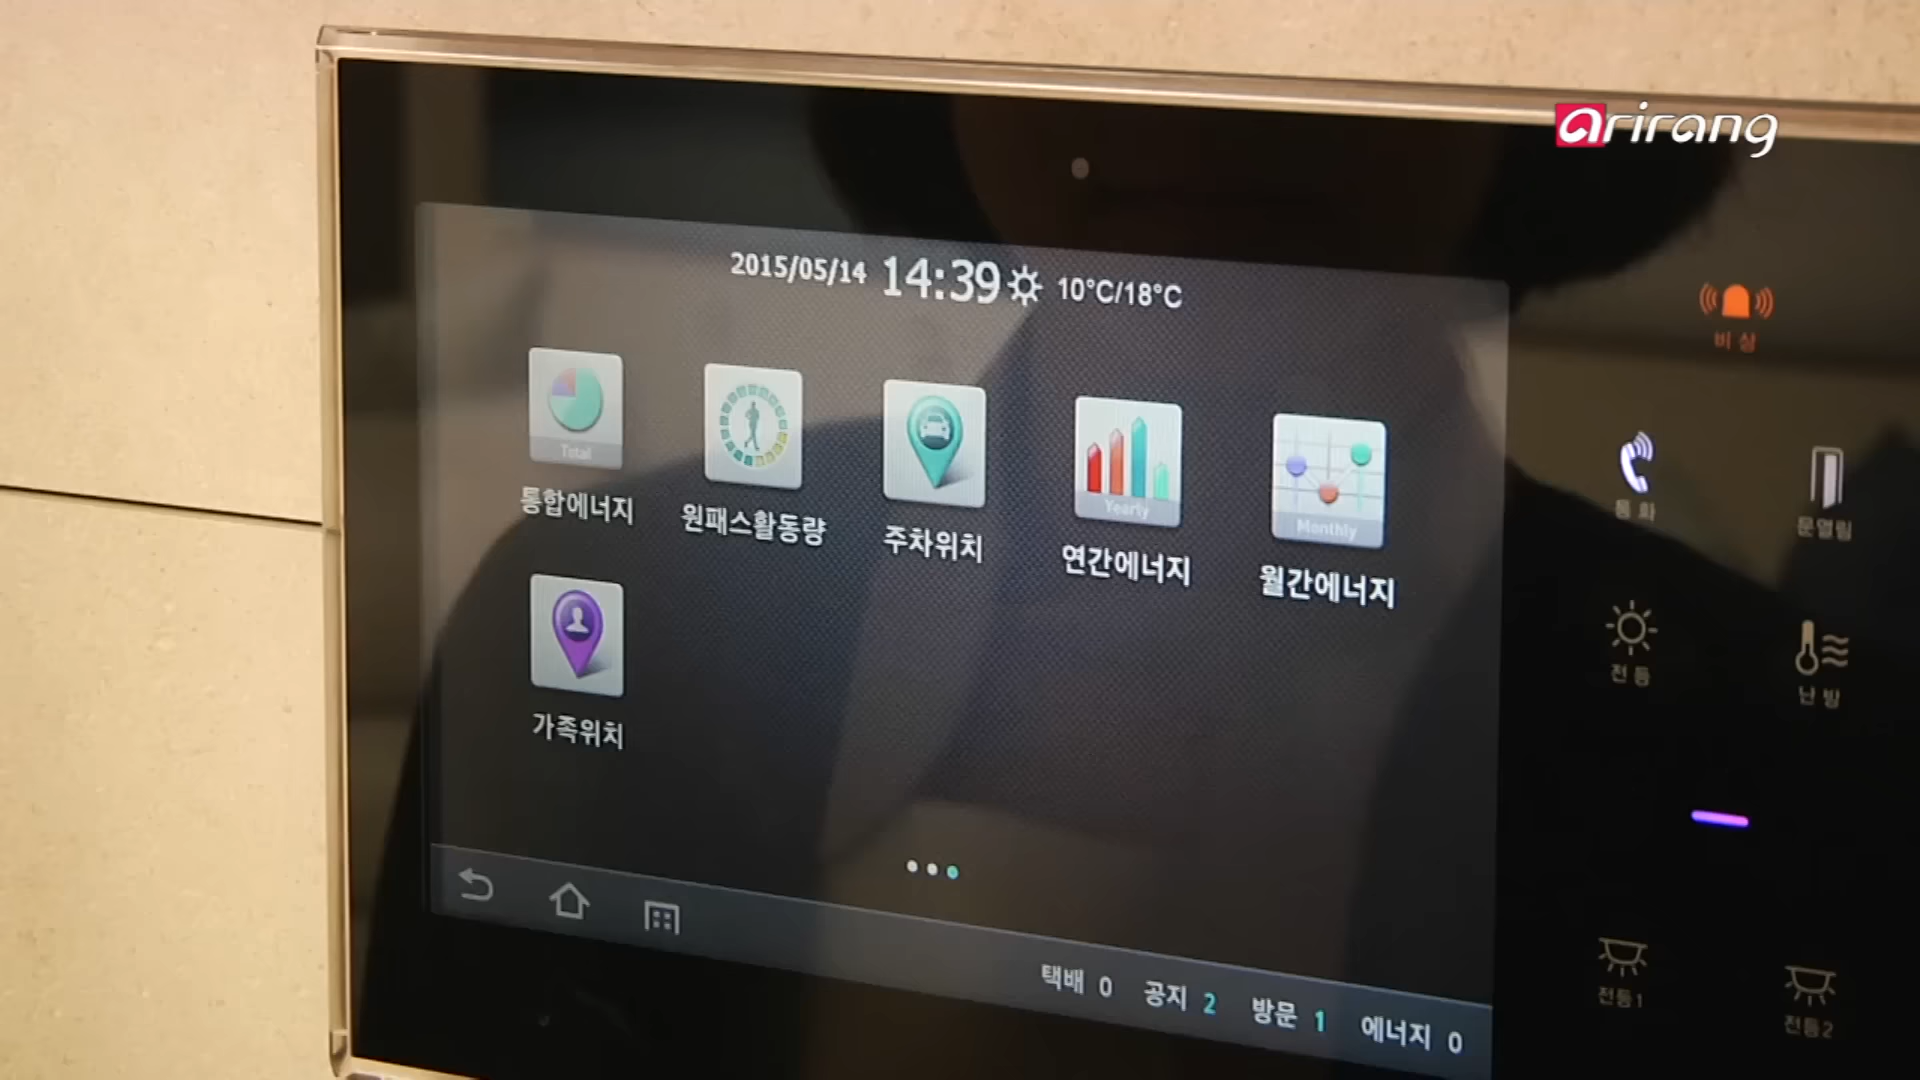 arirang
2015/05/14 14:39 10°C/18°C
비상
Total
Yearly
Monthly
통합에너지 원패스활동량 주차위치 연간에너지 월간에너지
통화 문열림
가족위치
전등 난방
택배 0 공지 2 방문 1 에너지 0
전등1 전등2